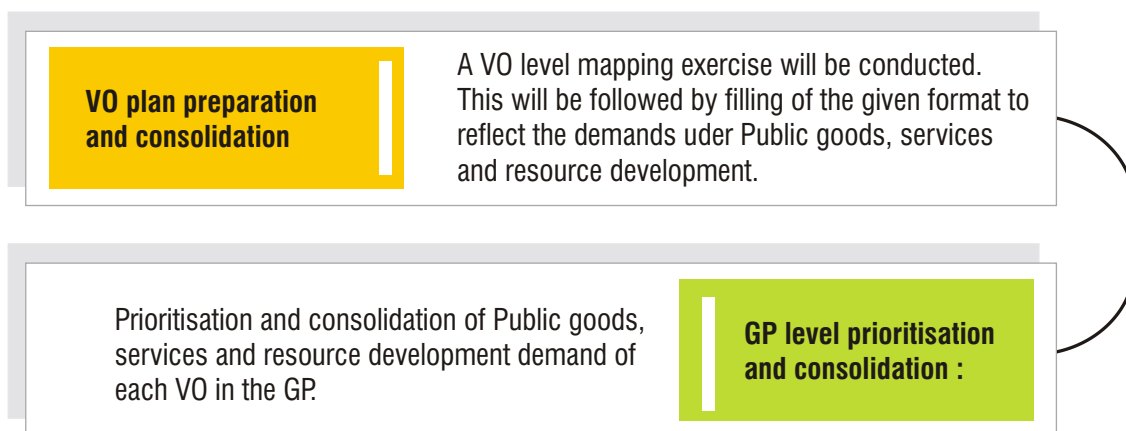 VO plan preparation
and consolidation
A VO level mapping exercise will be conducted.
This will be followed by filling of the given format to
reflect the demands uder Public goods, services
and resource development.
Prioritisation and consolidation of Public goods,
services and resource development demand of
each VO in the GP.
GP level prioritisation
and consolidation :